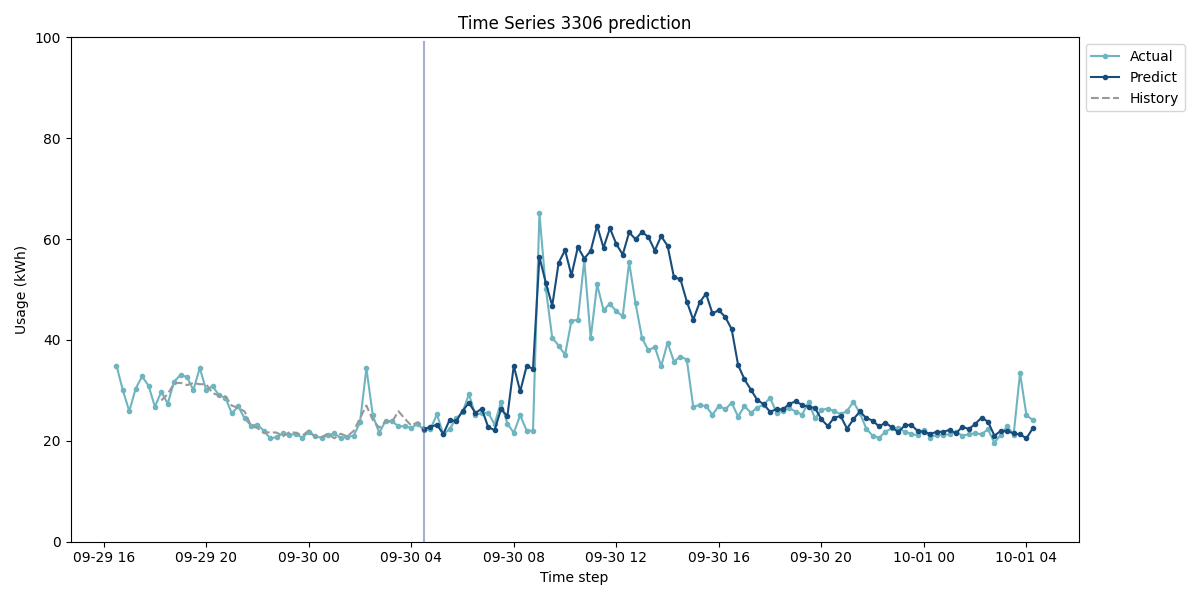 Time Series 3306 prediction
100
80
60
40
20
0
Usage (kWh)
09-29 16
09-29 20
09-30 00
09-30 04
09-30 08
09-30 12
09-30 16
09-30 20
10-01 00
10-01 04
Time step
Actual
Predict
History